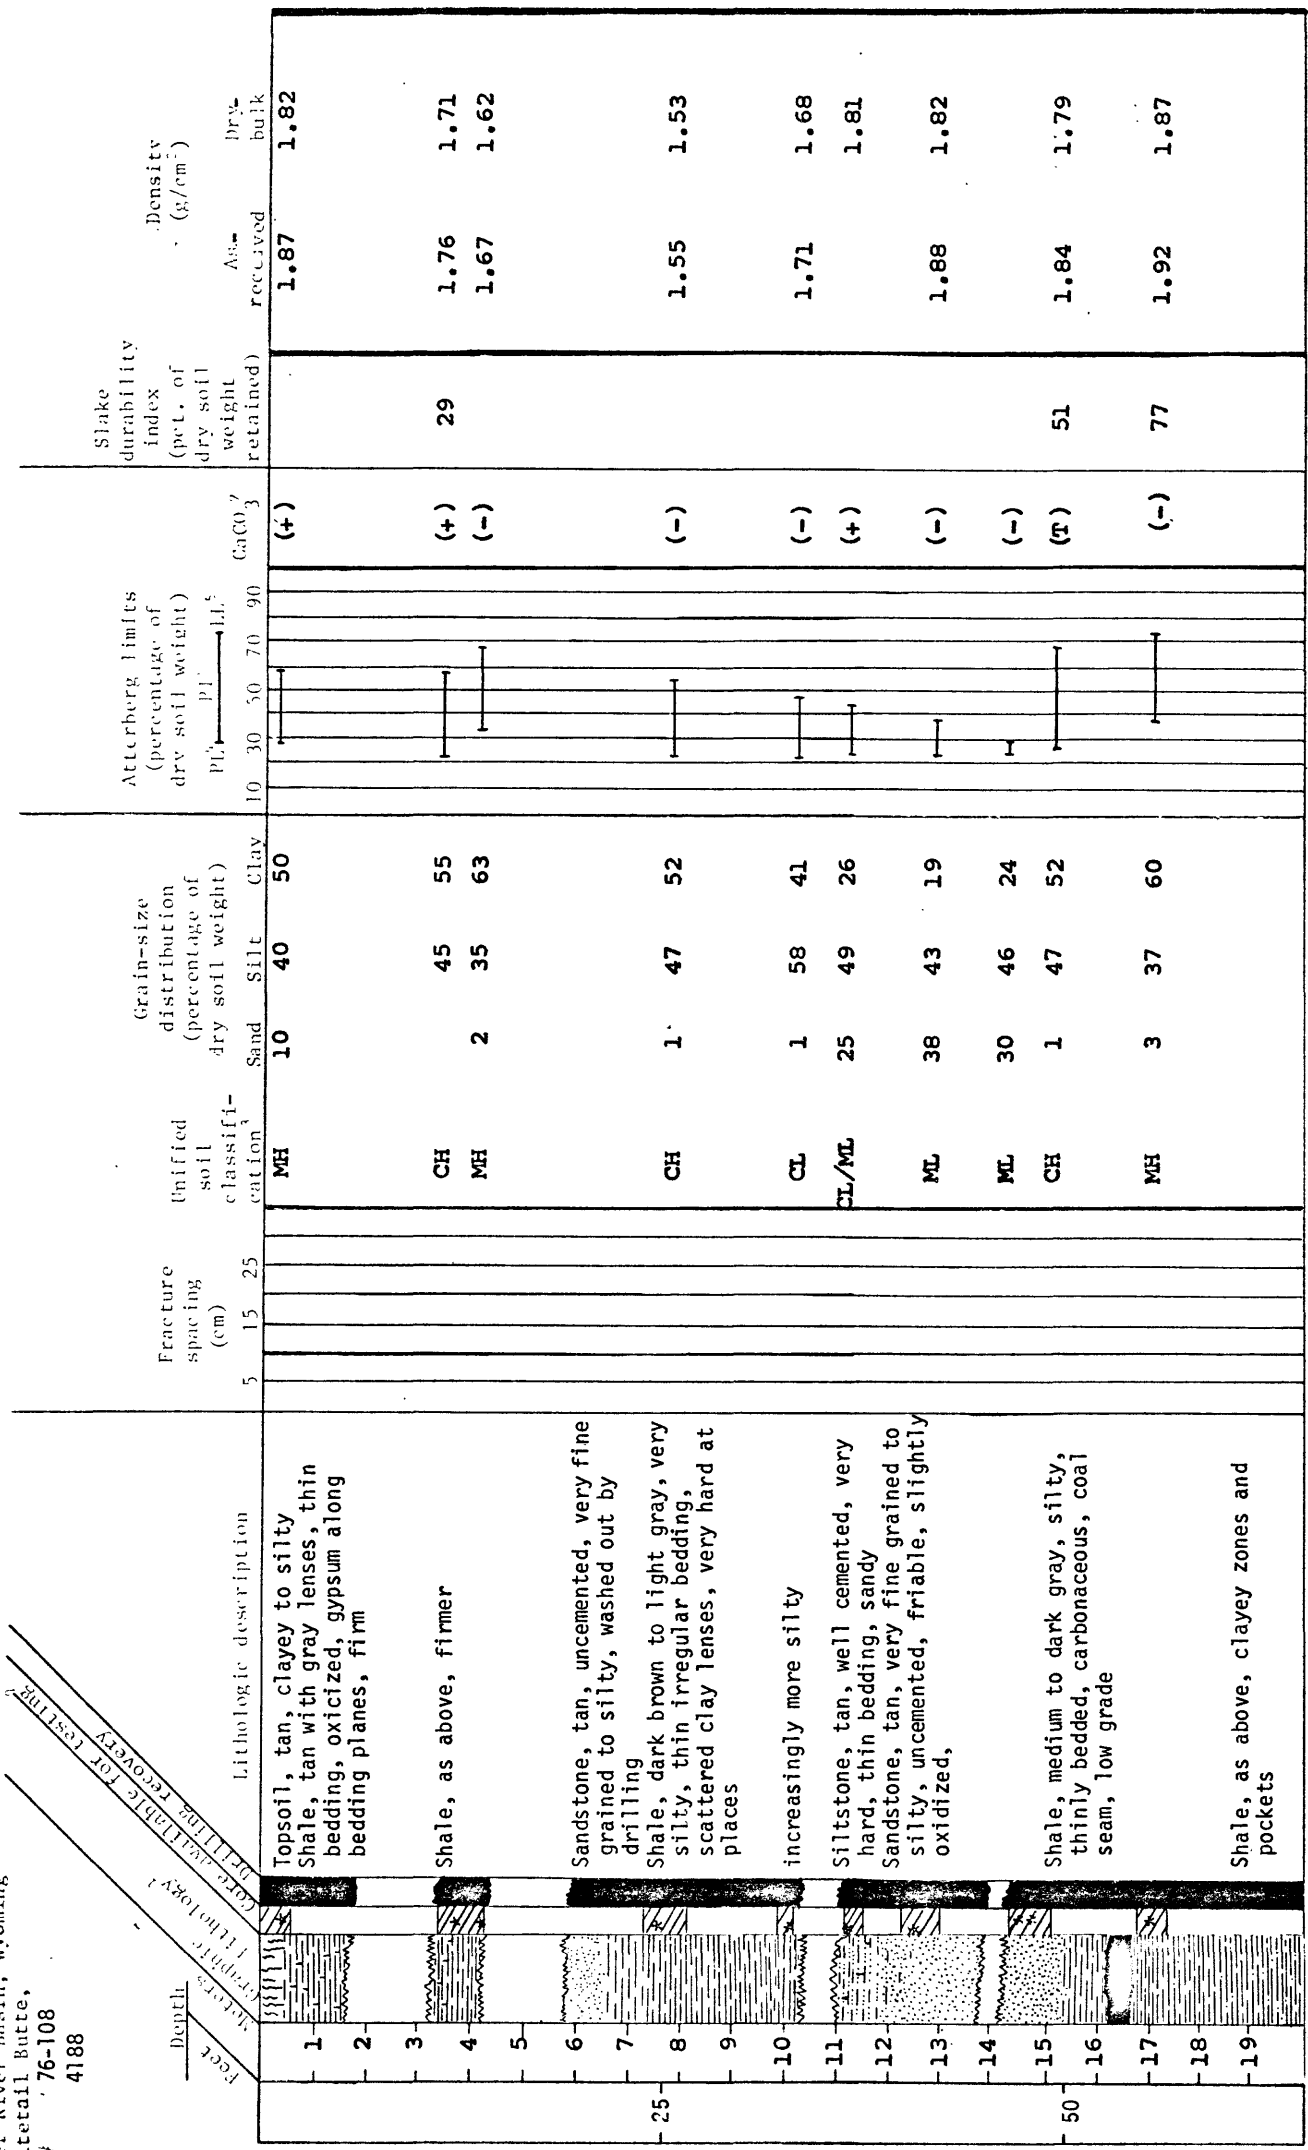 River Basin, Wyoming
tetail Butte,
76-108
4188
Depth
Feet
Meters
Graphic lithology¹
Core available for testing²
Drilling recovery
Lithologic description
Fracture
spacing
(cm)
5 15 25
Unified
soil
classifi-
cation³
Grain-size
distribution
(percentage of
dry soil weight)
Sand Silt Clay
Atterberg limits
(percentage of
dry soil weight)
PL PI LL
10 30 50 70 90
CaCO₃
Slake
durability
index
(pct. of
dry soil
weight
retained)
Density
(g/cm³)
As-
received
Dry-
bulk
Topsoil, tan, clayey to silty
Shale, tan with gray lenses, thin
bedding, oxicized, gypsum along
bedding planes, firm
Shale, as above, firmer
Sandstone, tan, uncemented, very fine
grained to silty, washed out by
drilling
Shale, dark brown to light gray, very
silty, thin irregular bedding,
scattered clay lenses, very hard at
places
increasingly more silty
Siltstone, tan, well cemented, very
hard, thin bedding, sandy
Sandstone, tan, very fine grained to
silty, uncemented, friable, slightly
oxidized,
Shale, medium to dark gray, silty,
thinly bedded, carbonaceous, coal
seam, low grade
Shale, as above, clayey zones and
pockets
MH 10 40 50 (+) 1.87 1.82
CH 45 55 (+) 29 1.76 1.71
MH 2 35 63 (-) 1.67 1.62
CH 1 47 52 (-) 1.55 1.53
CL 1 58 41 (-) 1.71 1.68
CL/ML 25 49 26 (+) 1.81
ML 38 43 19 (-) 1.88 1.82
ML 30 46 24 (-)
CH 1 47 52 (T) 51 1.84 1.79
MH 3 37 60 (-) 77 1.92 1.87
1
2
3
4
5
6
7
8
10
11
12
13
14
15
16
17
18
19
25
50